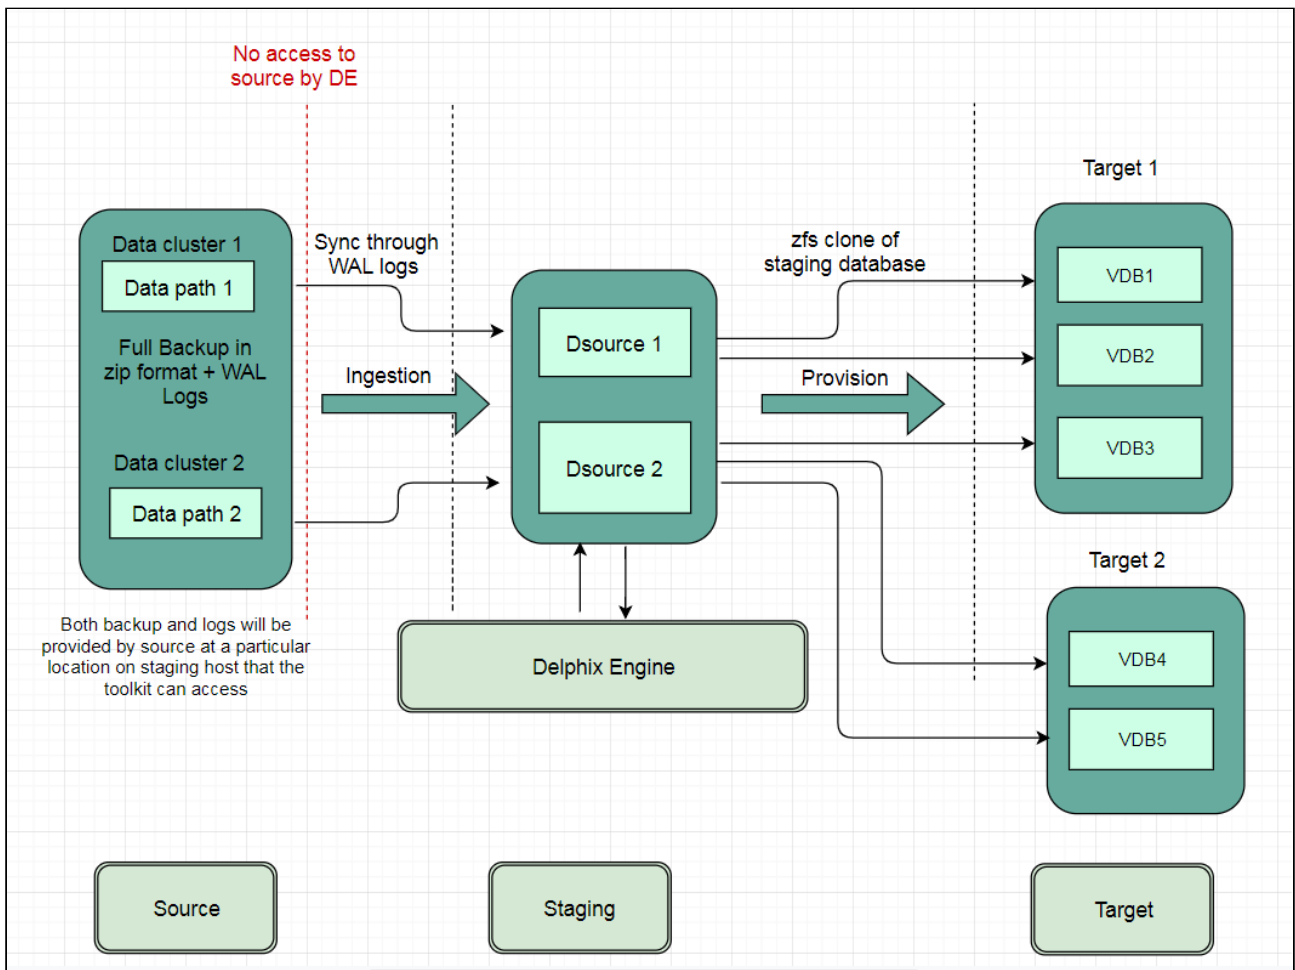 No access to
source by DE
Target 1
Data cluster 1
Data path 1
Full Backup in
zip format + WAL
Logs
Data cluster 2
Data path 2
Both backup and logs will be
provided by source at a particular
location on staging host that the
toolkit can access
Sync through
WAL logs
Ingestion
Dsource 1
Dsource 2
Delphix Engine
zfs clone of
staging database
Provision
VDB1
VDB2
VDB3
Target 2
VDB4
VDB5
Source
Staging
Target